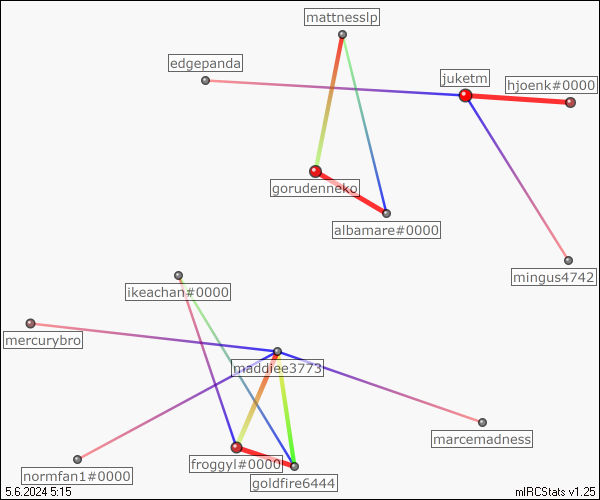 mattnesslp
edgepanda
juketm
hjoenk#0000
gorudenneko
albamare#0000
mingus4742
ikeachan#0000
mercurybro
maddiee3773
marcemadness
froggyl#0000
normfan1#0000
goldfire6444
5.6.2024 5:15
mIRCStats v1.25